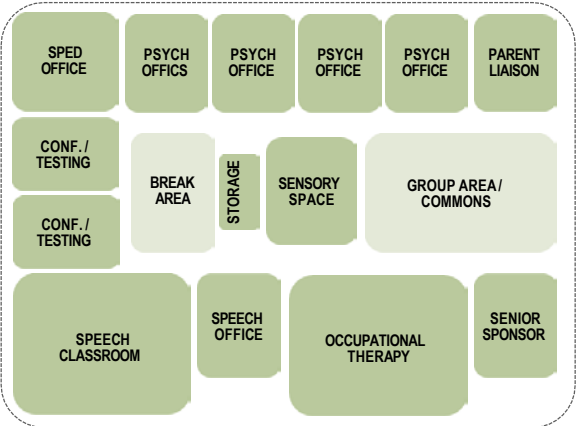 SPED
OFFICE
PSYCH
OFFICS
PSYCH
OFFICE
PSYCH
OFFICE
PSYCH
OFFICE
PARENT
LIAISON
CONF. /
TESTING
BREAK
AREA
STORAGE
SENSORY
SPACE
GROUP AREA /
COMMONS
CONF. /
TESTING
SPEECH
CLASSROOM
SPEECH
OFFICE
OCCUPATIONAL
THERAPY
SENIOR
SPONSOR